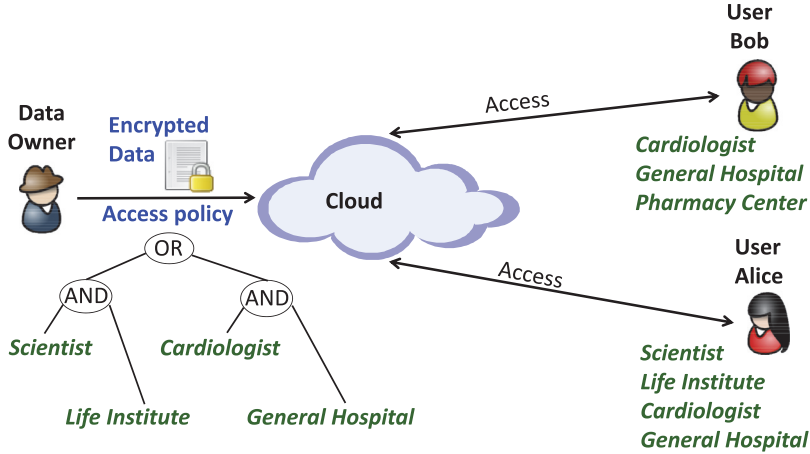 Data
Owner
Encrypted
Data
Access policy
OR
AND
AND
Scientist
Cardiologist
Life Institute
General Hospital
Cloud
Access
Access
User
Bob
Cardiologist
General Hospital
Pharmacy Center
User
Alice
Scientist
Life Institute
Cardiologist
General Hospital